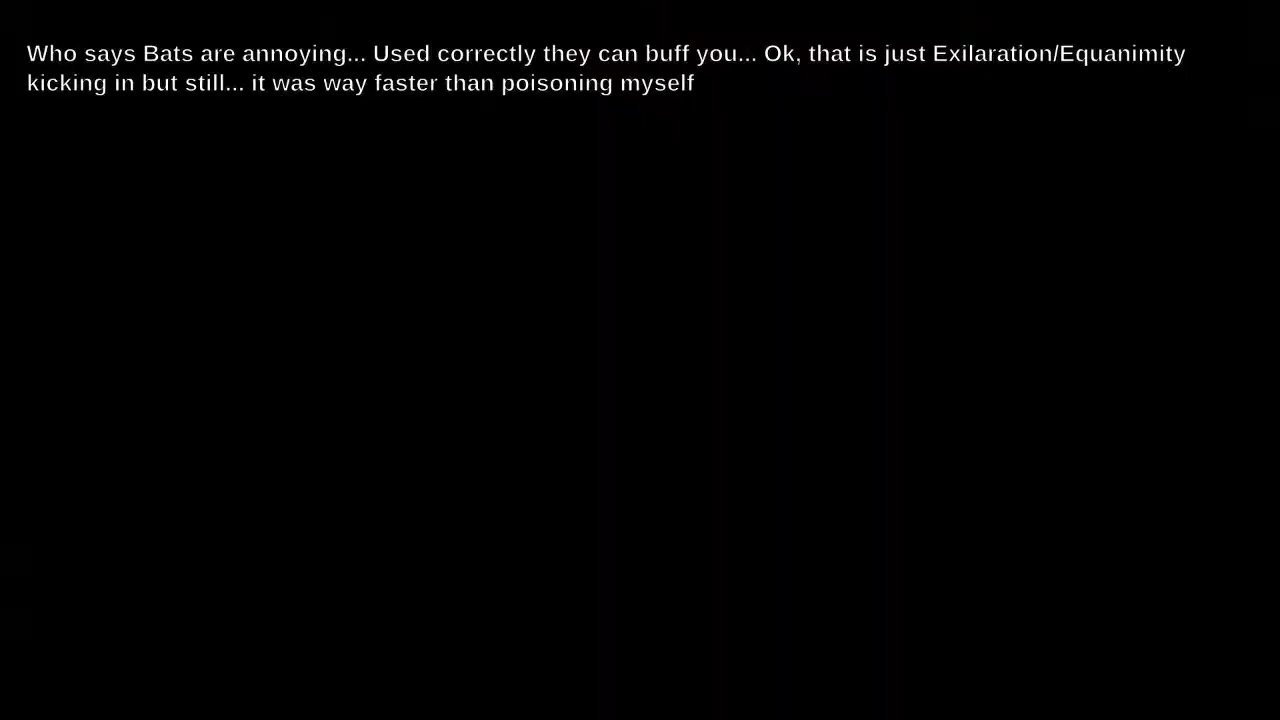 Who says Bats are annoying... Used correctly they can buff you... Ok, that is just Exilaration/Equanimity
kicking in but still... it was way faster than poisoning myself